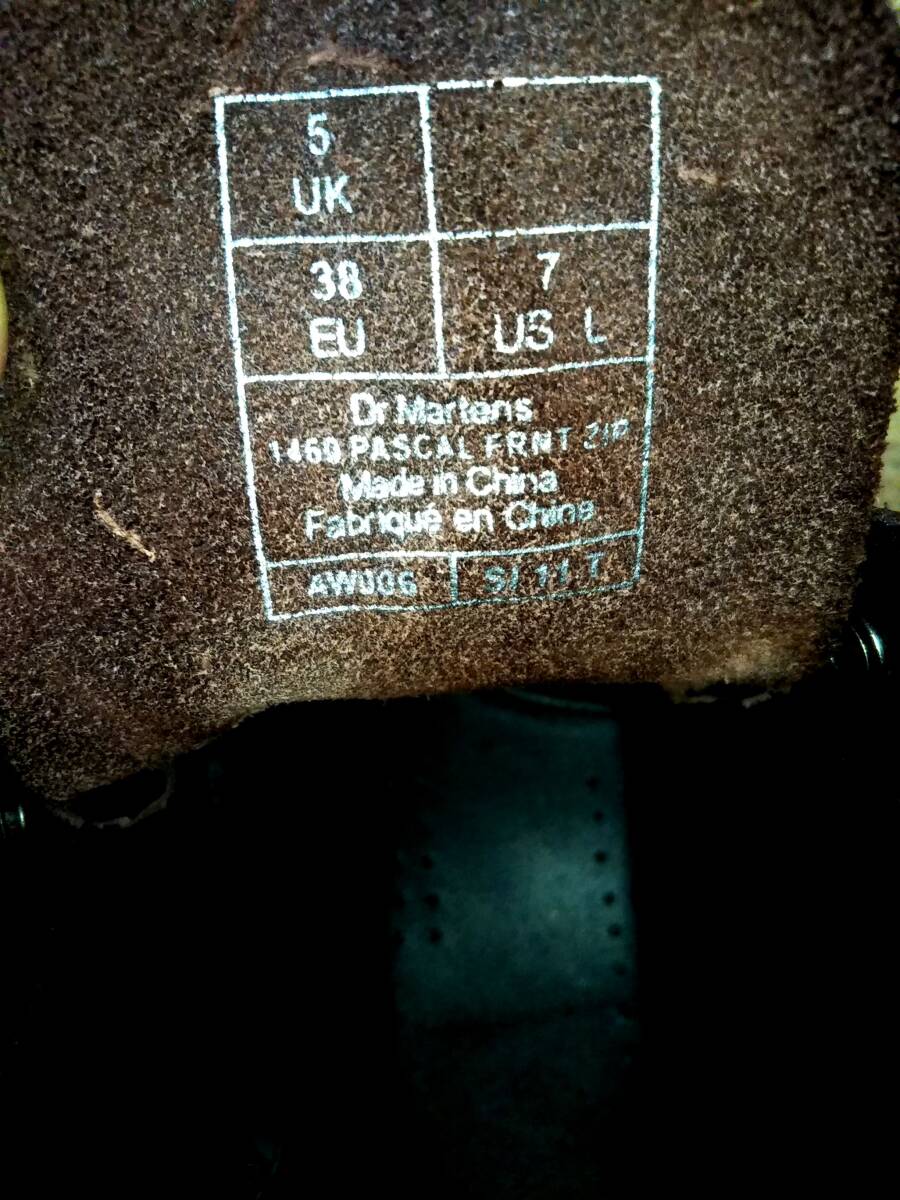 5
UK
38
EU
7
US L
Dr Martens
1460 PASCAL FRNT ZIP
Made in China
Fabriqué en China
AW006
SI 11 T